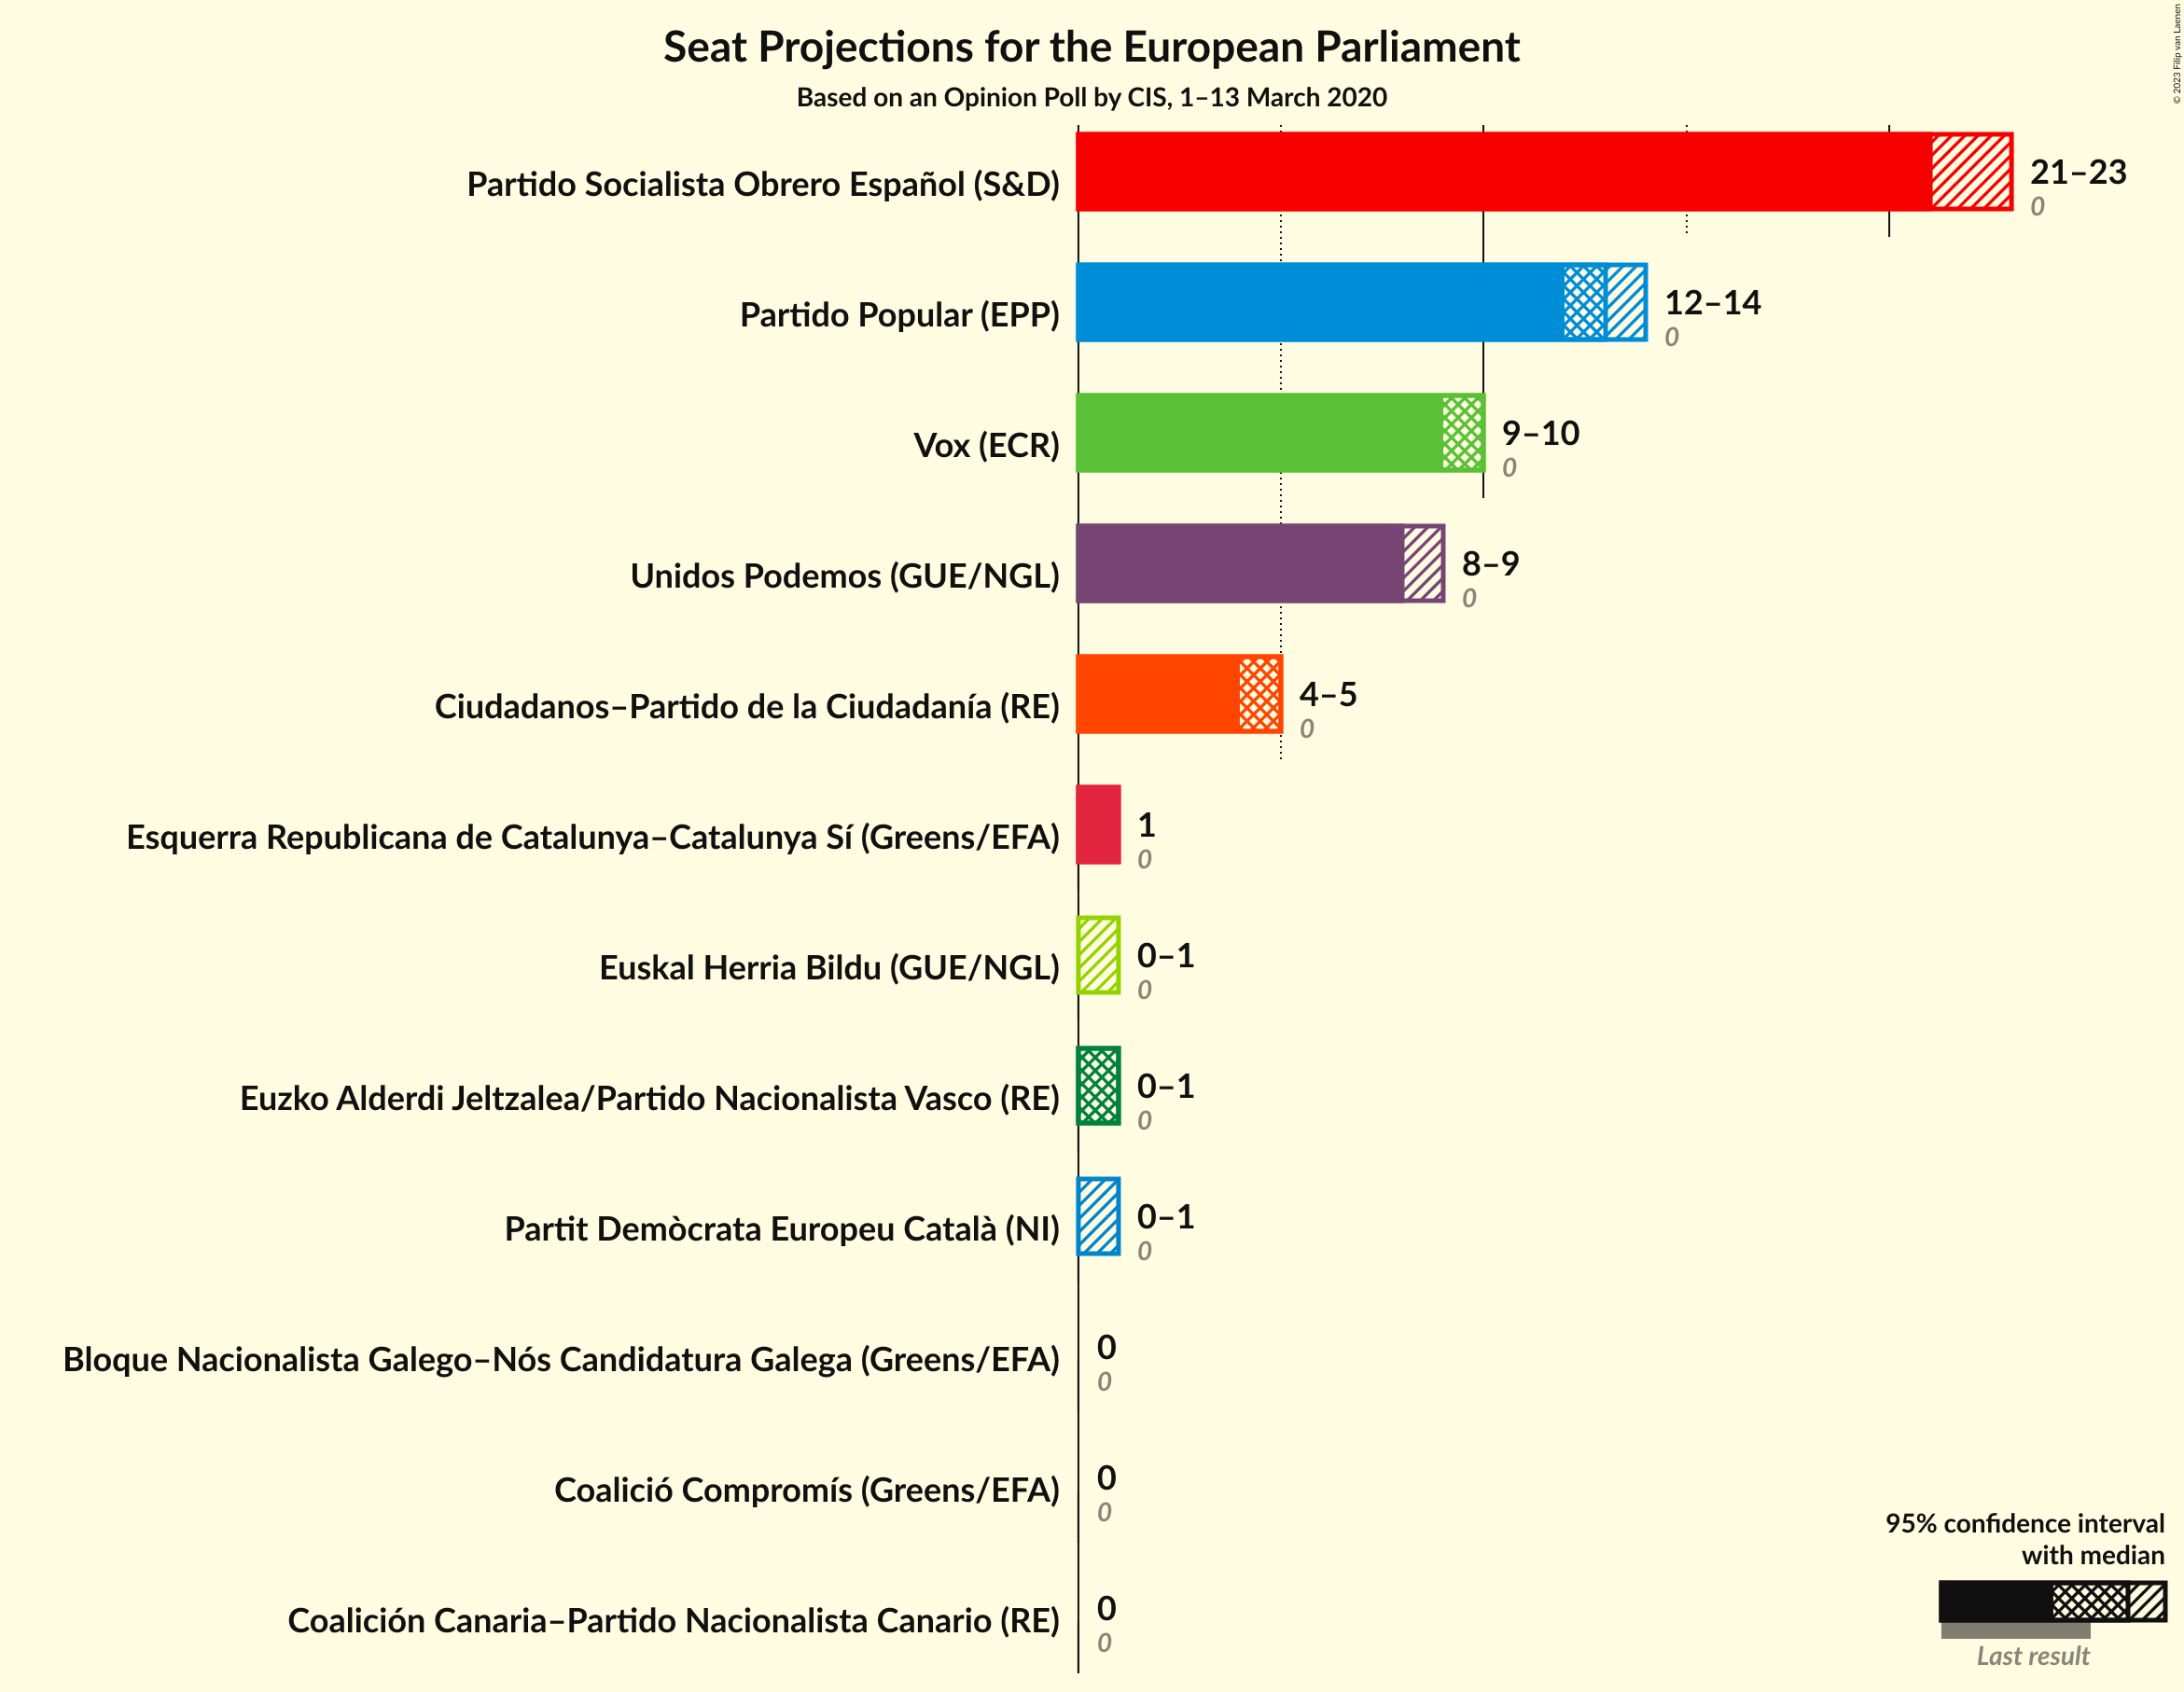 Seat Projections for the European Parliament
Based on an Opinion Poll by CIS, 1–13 March 2020
© 2023 Filip van Laenen
Partido Socialista Obrero Español (S&D)
21–23
0
Partido Popular (EPP)
12–14
0
Vox (ECR)
9–10
0
Unidos Podemos (GUE/NGL)
8–9
0
Ciudadanos–Partido de la Ciudadanía (RE)
4–5
0
Esquerra Republicana de Catalunya–Catalunya Sí (Greens/EFA)
1
0
Euskal Herria Bildu (GUE/NGL)
0–1
0
Euzko Alderdi Jeltzalea/Partido Nacionalista Vasco (RE)
0–1
0
Partit Demòcrata Europeu Català (NI)
0–1
0
Bloque Nacionalista Galego–Nós Candidatura Galega (Greens/EFA)
0
0
Coalició Compromís (Greens/EFA)
0
0
Coalición Canaria–Partido Nacionalista Canario (RE)
0
0
95% confidence interval
with median
Last result